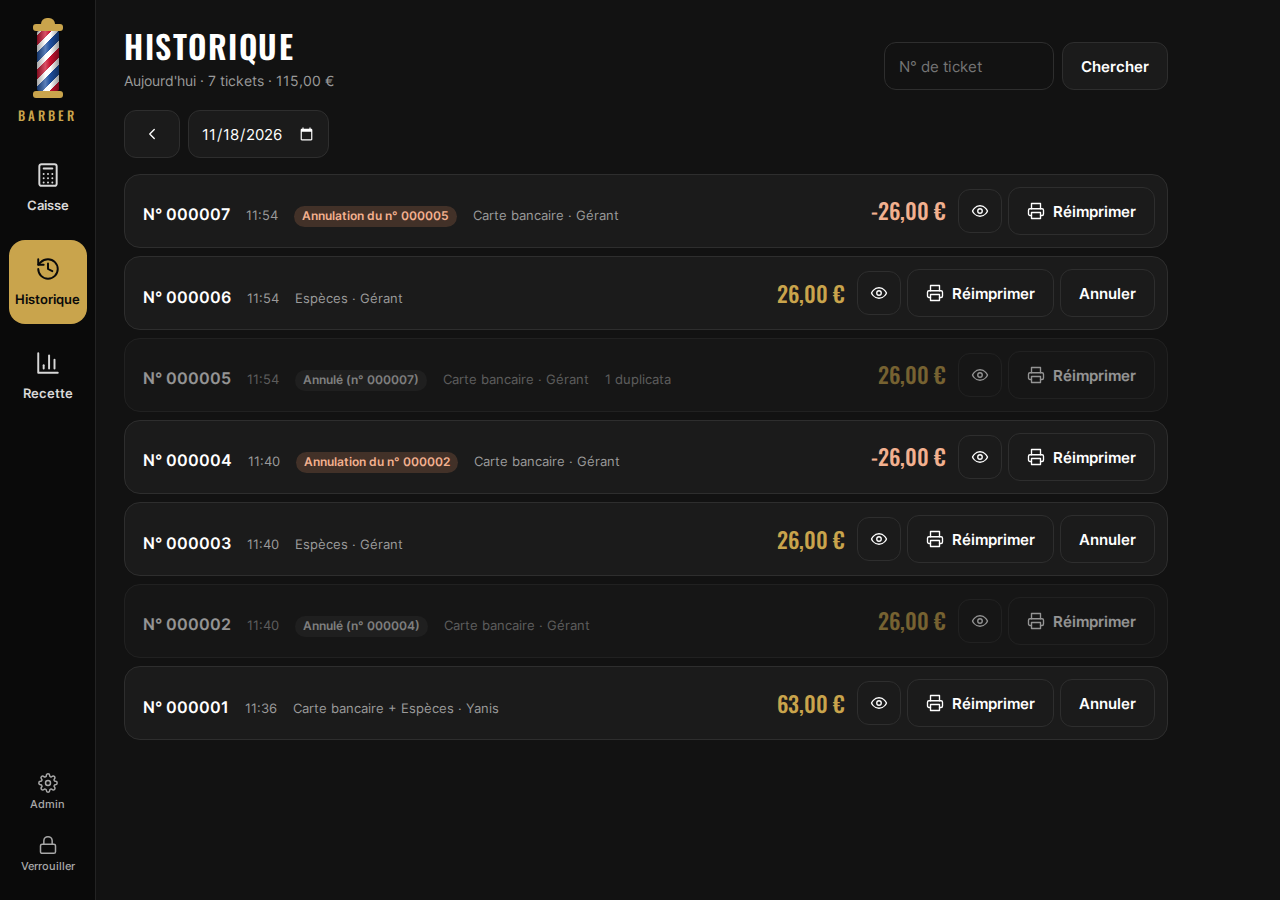 BARBER
Caisse
Historique
Recette
Admin
Verrouiller
HISTORIQUE
Aujourd'hui · 7 tickets · 115,00 €
N° de ticket
Chercher
11/18/2026
N° 000007 11:54 Annulation du n° 000005 Carte bancaire · Gérant -26,00 € Réimprimer
N° 000006 11:54 Espèces · Gérant 26,00 € Réimprimer Annuler
N° 000005 11:54 Annulé (n° 000007) Carte bancaire · Gérant 1 duplicata 26,00 € Réimprimer
N° 000004 11:40 Annulation du n° 000002 Carte bancaire · Gérant -26,00 € Réimprimer
N° 000003 11:40 Espèces · Gérant 26,00 € Réimprimer Annuler
N° 000002 11:40 Annulé (n° 000004) Carte bancaire · Gérant 26,00 € Réimprimer
N° 000001 11:36 Carte bancaire + Espèces · Yanis 63,00 € Réimprimer Annuler